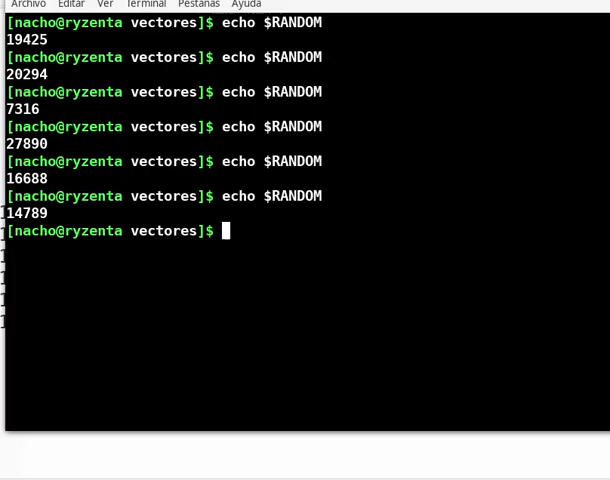 Archivo Editar Ver Terminal Pestañas Ayuda
[nacho@ryzenta vectores]$ echo $RANDOM
19425
[nacho@ryzenta vectores]$ echo $RANDOM
20294
[nacho@ryzenta vectores]$ echo $RANDOM
7316
[nacho@ryzenta vectores]$ echo $RANDOM
27890
[nacho@ryzenta vectores]$ echo $RANDOM
16688
[nacho@ryzenta vectores]$ echo $RANDOM
14789
[nacho@ryzenta vectores]$